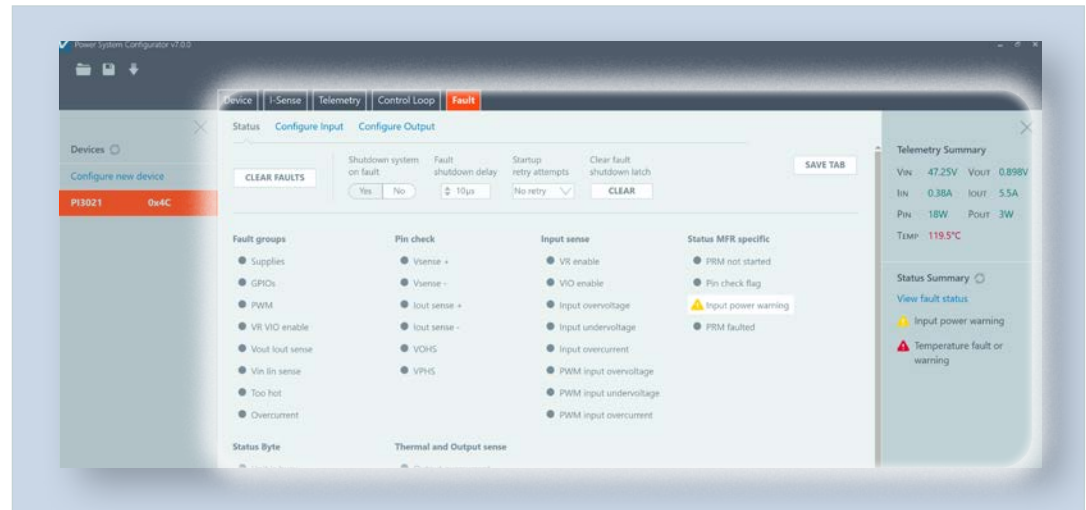 Power System Configurator v7.0.0
Device I-Sense Telemetry Control Loop Fault
Status Configure Input Configure Output
Devices
Configure new device
PI3021 0x4C
CLEAR FAULTS
Shutdown system on fault
Yes No
Fault shutdown delay
10µs
Startup retry attempts
No retry
Clear fault shutdown latch
CLEAR
SAVE TAB
Fault groups
Supplies
GPIOs
PWM
VR VIO enable
Vout Iout sense
Vin Iin sense
Too hot
Overcurrent
Pin check
Vsense +
Vsense -
Iout sense +
Iout sense -
VOHS
VPHS
Input sense
VR enable
VIO enable
Input overvoltage
Input undervoltage
Input overcurrent
PWM input overvoltage
PWM input undervoltage
PWM input overcurrent
Status MFR specific
PRM not started
Pin check flag
Input power warning
PRM faulted
Status Byte
Thermal and Output sense
Telemetry Summary
VIN 47.25V VOUT 0.898V
IIN 0.38A IOUT 5.5A
PIN 18W POUT 3W
TEMP 119.5°C
Status Summary
View fault status
Input power warning
Temperature fault or
warning